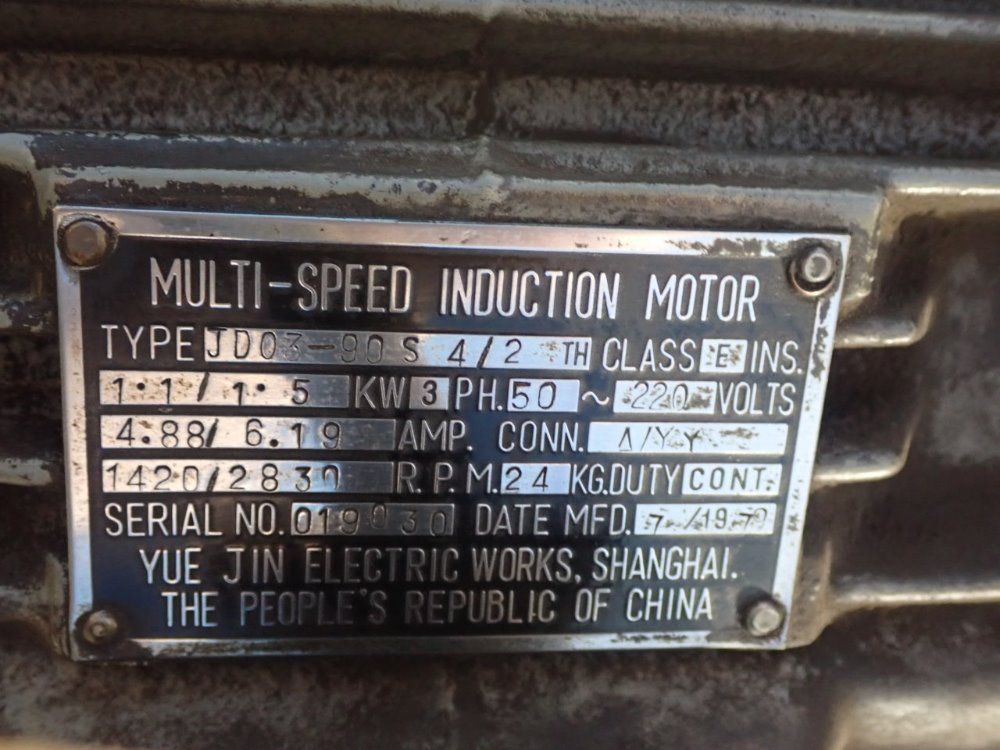 MULTI-SPEED INDUCTION MOTOR
TYPE JD03-90 S 4/2 TH CLASS E INS.
1·1/1·5 KW 3 PH. 50 ~ 220 VOLTS
4.88/ 6.19 AMP. CONN. Δ/YY
1420/2830 R.P.M. 24 KG. DUTY CONT.
SERIAL NO. 019030 DATE MFD. 7 /1970
YUE JIN ELECTRIC WORKS, SHANGHAI.
THE PEOPLE'S REPUBLIC OF CHINA